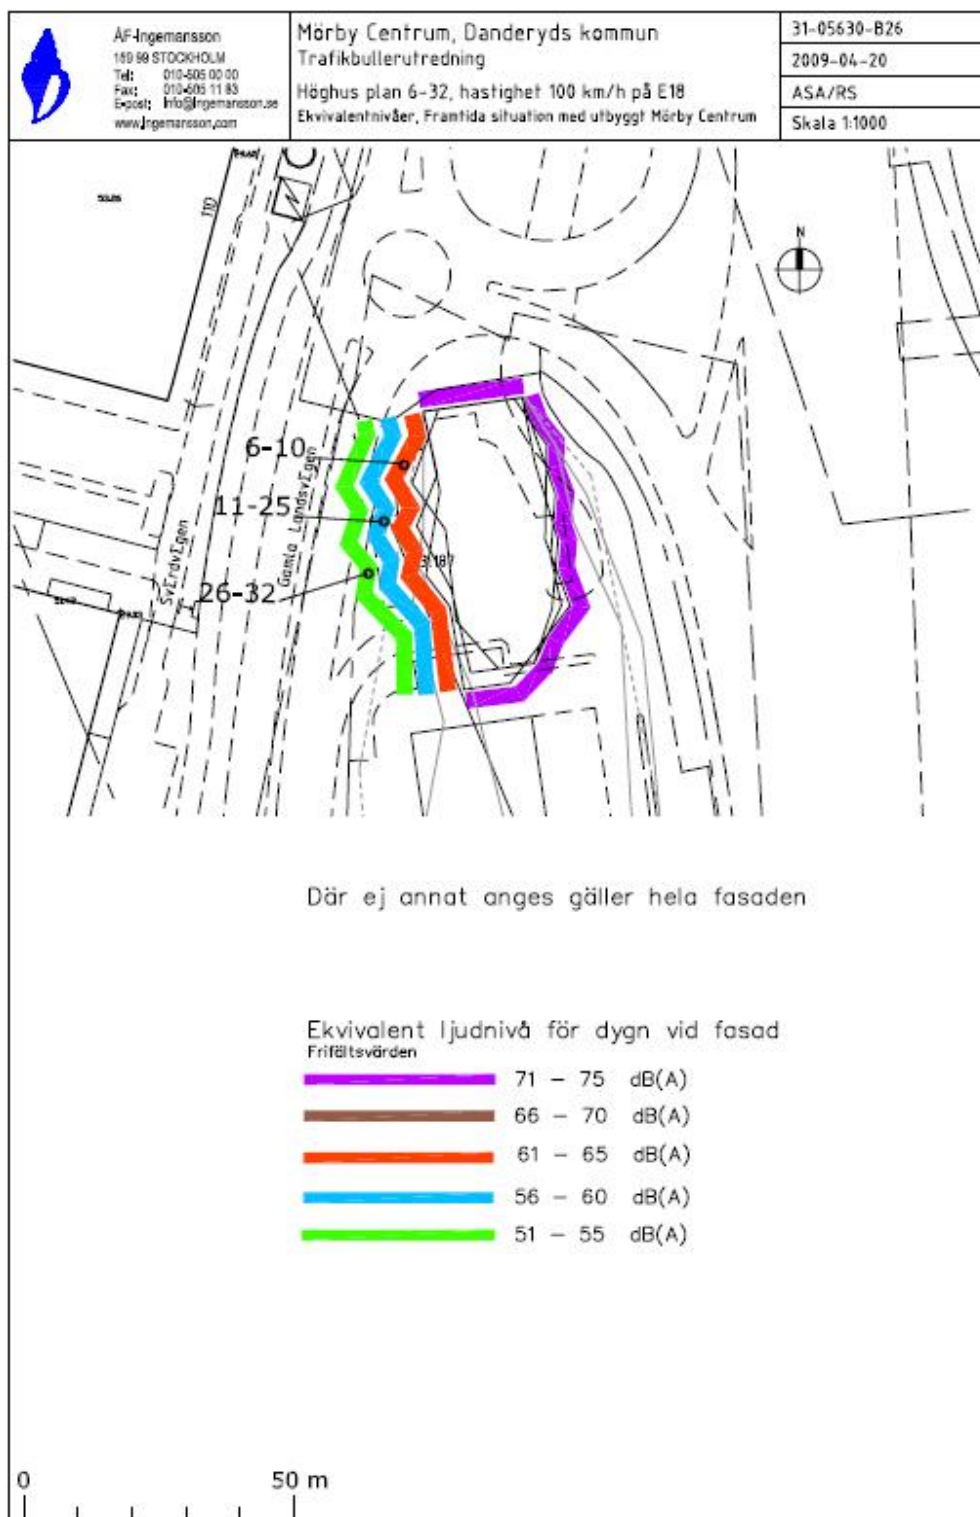 ÅF-Ingemansson
169 99 STOCKHOLM
Tel: 010-505 00 00
Fax: 010-505 11 83
E-post: info@ingemansson.se
www.ingemansson.com
Mörby Centrum, Danderyds kommun
Trafikbullerutredning
Höghus plan 6-32, hastighet 100 km/h på E18
Ekvivalentnivåer, Framtida situation med utbyggt Mörby Centrum
31-05630-B26
2009-04-20
ASA/RS
Skala 1:1000
110
N
6-10
11-25
26-32
SvΣrdvΣgen
Gamla LandsvΣgen
Där ej annat anges gäller hela fasaden
Ekvivalent ljudnivå för dygn vid fasad
Frifältsvärden
71 - 75 dB(A)
66 - 70 dB(A)
61 - 65 dB(A)
56 - 60 dB(A)
51 - 55 dB(A)
0 50 m